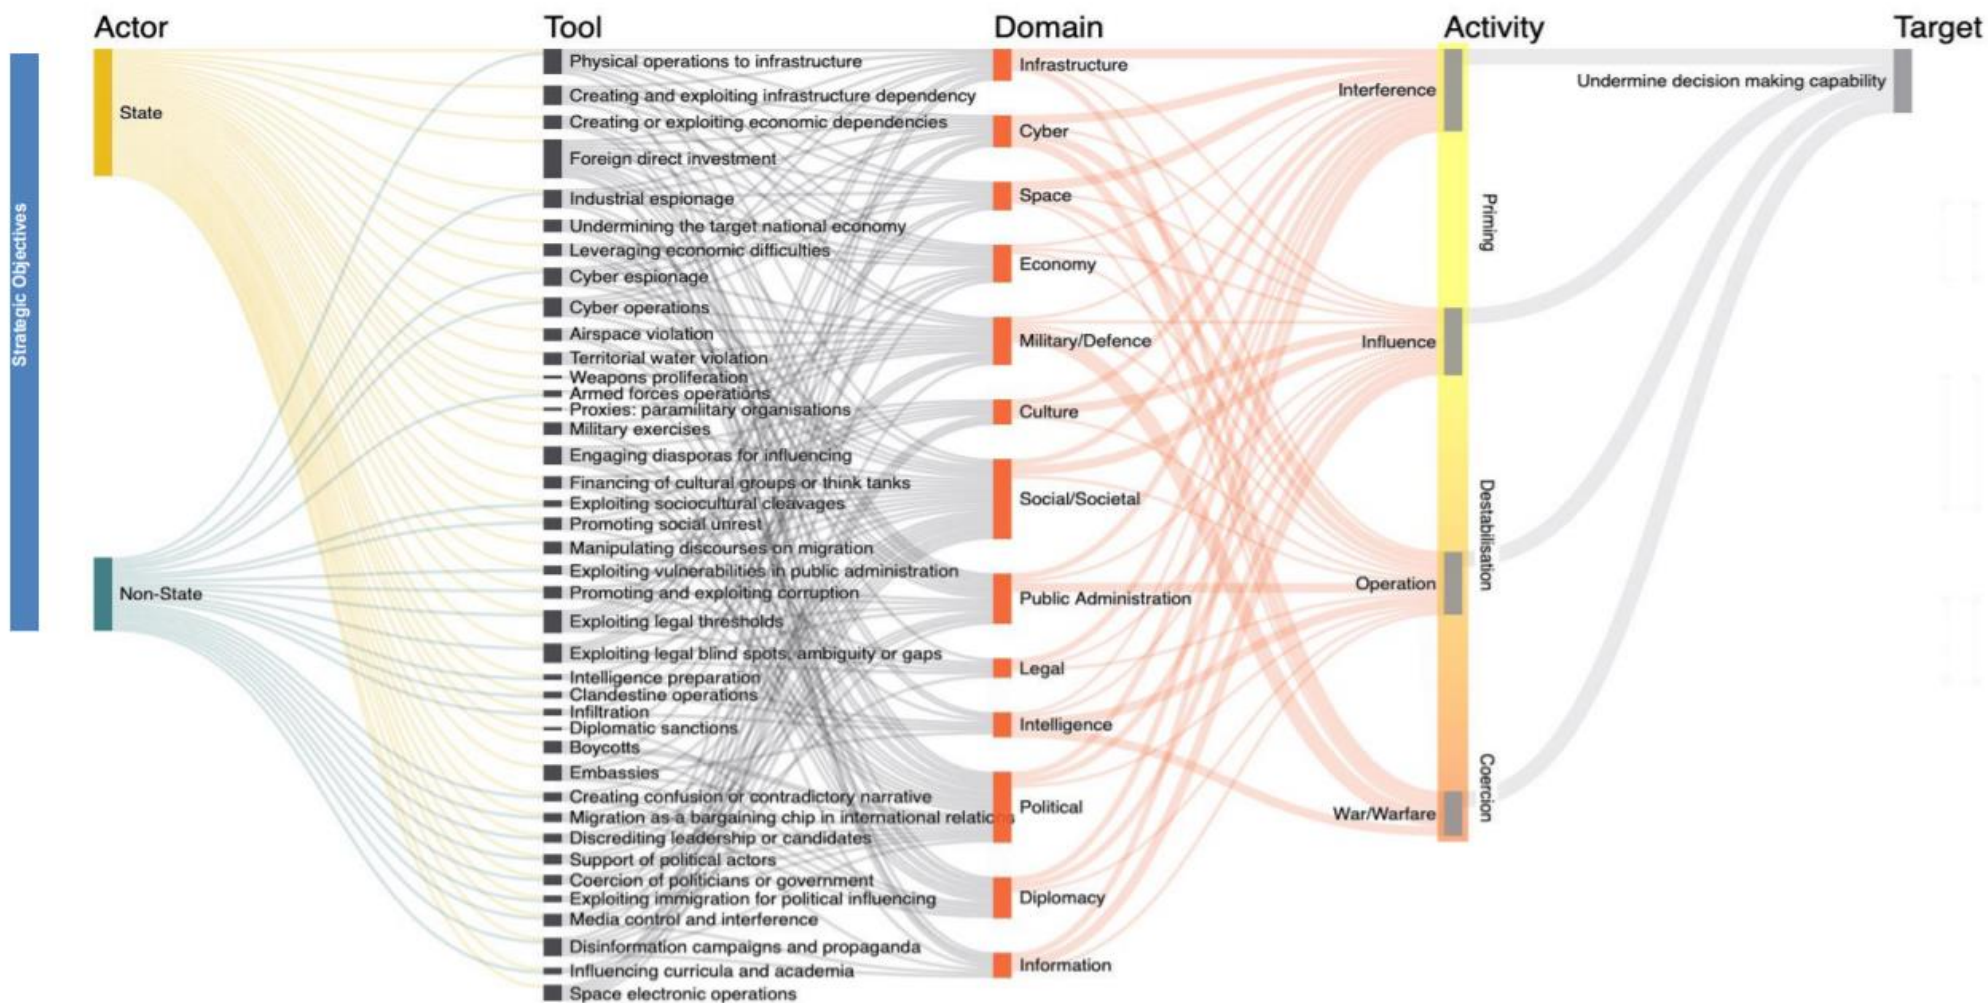 Actor
Tool
Domain
Activity
Target
Strategic Objectives
State
Non-State
Physical operations to infrastructure
Creating and exploiting infrastructure dependency
Creating or exploiting economic dependencies
Foreign direct investment
Industrial espionage
Undermining the target national economy
Leveraging economic difficulties
Cyber espionage
Cyber operations
Airspace violation
Territorial water violation
Weapons proliferation
Armed forces operations
Proxies: paramilitary organisations
Military exercises
Engaging diasporas for influencing
Financing of cultural groups or think tanks
Exploiting sociocultural cleavages
Promoting social unrest
Manipulating discourses on migration
Exploiting vulnerabilities in public administration
Promoting and exploiting corruption
Exploiting legal thresholds
Exploiting legal blind spots, ambiguity or gaps
Intelligence preparation
Clandestine operations
Infiltration
Diplomatic sanctions
Boycotts
Embassies
Creating confusion or contradictory narrative
Migration as a bargaining chip in international relations
Discrediting leadership or candidates
Support of political actors
Coercion of politicians or government
Exploiting immigration for political influencing
Media control and interference
Disinformation campaigns and propaganda
Influencing curricula and academia
Space electronic operations
Infrastructure
Cyber
Space
Economy
Military/Defence
Culture
Social/Societal
Public Administration
Legal
Intelligence
Political
Diplomacy
Information
Interference
Influence
Operation
War/Warfare
Priming
Destabilisation
Coercion
Undermine decision making capability